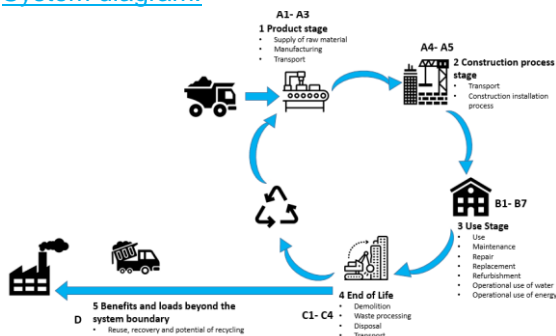 System diagram:
A1- A3
1 Product stage
• Supply of raw material
• Manufacturing
• Transport
A4- A5
2 Construction process
stage
• Transport
• Construction installation
process
B1- B7
3 Use Stage
• Use
• Maintenance
• Repair
• Replacement
• Refurbishment
• Operational use of water
• Operational use of energy
4 End of Life
C1- C4
• Demolition
• Waste processing
• Disposal
• Transport
5 Benefits and loads beyond the
D system boundary
• Reuse, recovery and potential of recycling